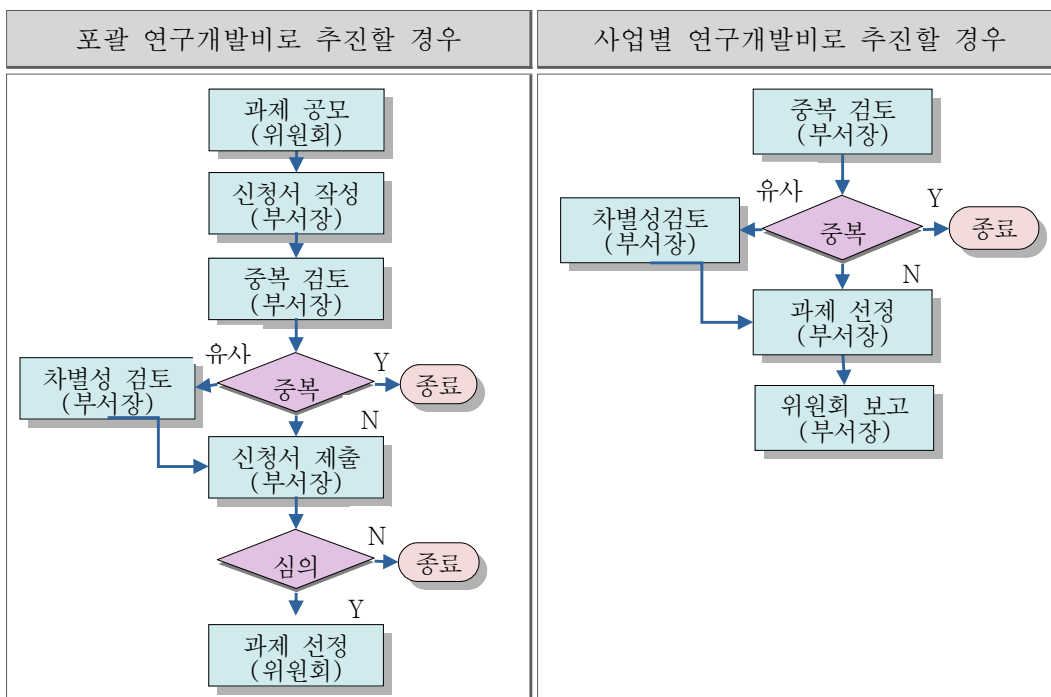 포괄 연구개발비로 추진할 경우
과제 공모
(위원회)
신청서 작성
(부서장)
중복 검토
(부서장)
유사
Y
차별성 검토
(부서장)
중복
종료
N
신청서 제출
(부서장)
N
심의
종료
Y
과제 선정
(위원회)
사업별 연구개발비로 추진할 경우
중복 검토
(부서장)
유사
Y
차별성검토
(부서장)
중복
종료
N
과제 선정
(부서장)
위원회 보고
(부서장)